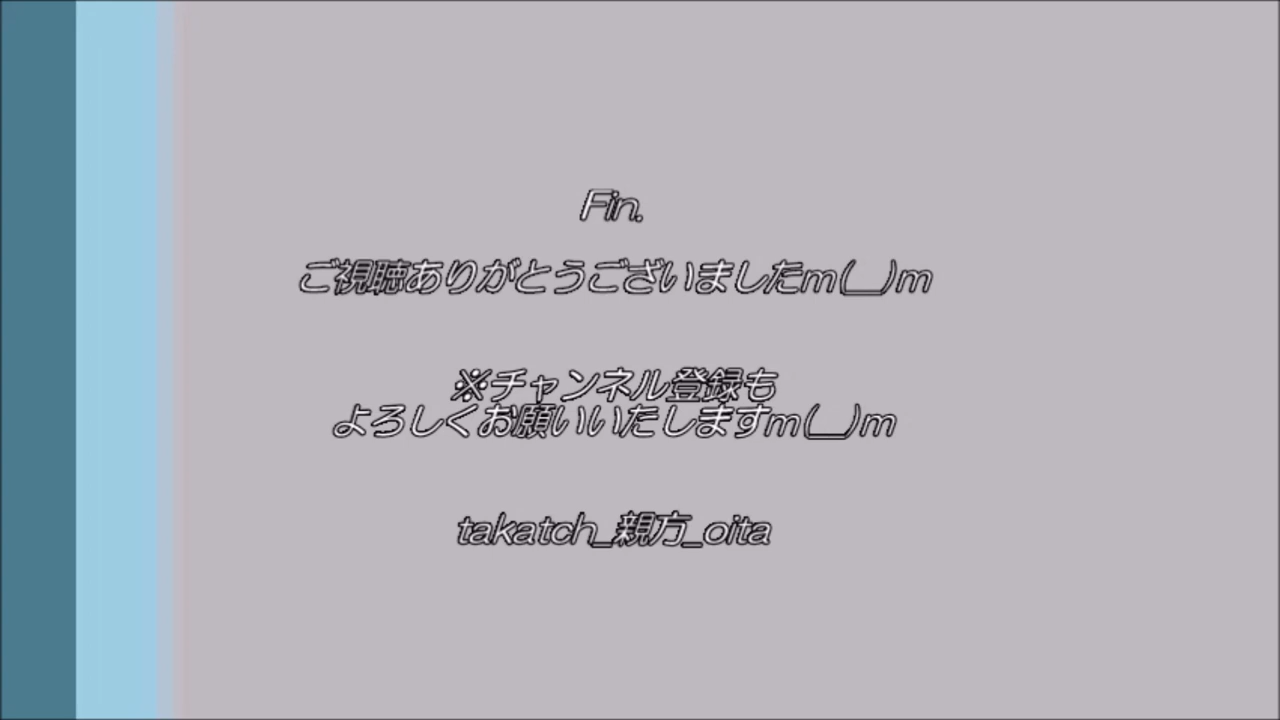 Fin.
ご視聴ありがとうございましたm(__)m
※チャンネル登録も
よろしくお願いいたしますm(__)m
takatch_親方_oita